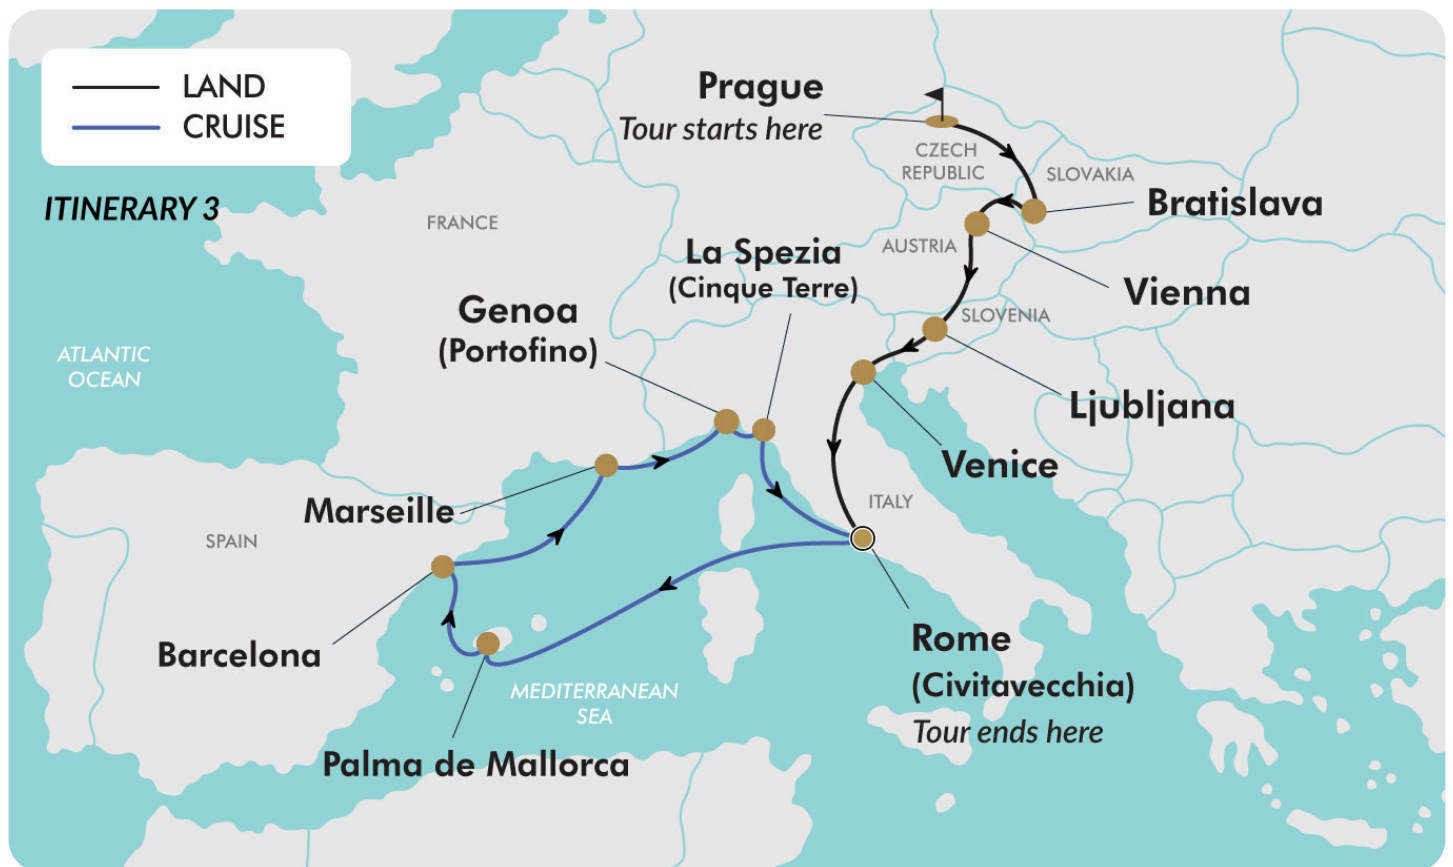 LAND
CRUISE
ITINERARY 3
Prague
Tour starts here
CZECH
REPUBLIC
SLOVAKIA
Bratislava
FRANCE
AUSTRIA
La Spezia
(Cinque Terre)
Vienna
Genoa
(Portofino)
SLOVENIA
ATLANTIC
OCEAN
Ljubljana
Venice
Marseille
ITALY
SPAIN
Barcelona
Rome
(Civitavecchia)
Tour ends here
MEDITERRANEAN
SEA
Palma de Mallorca